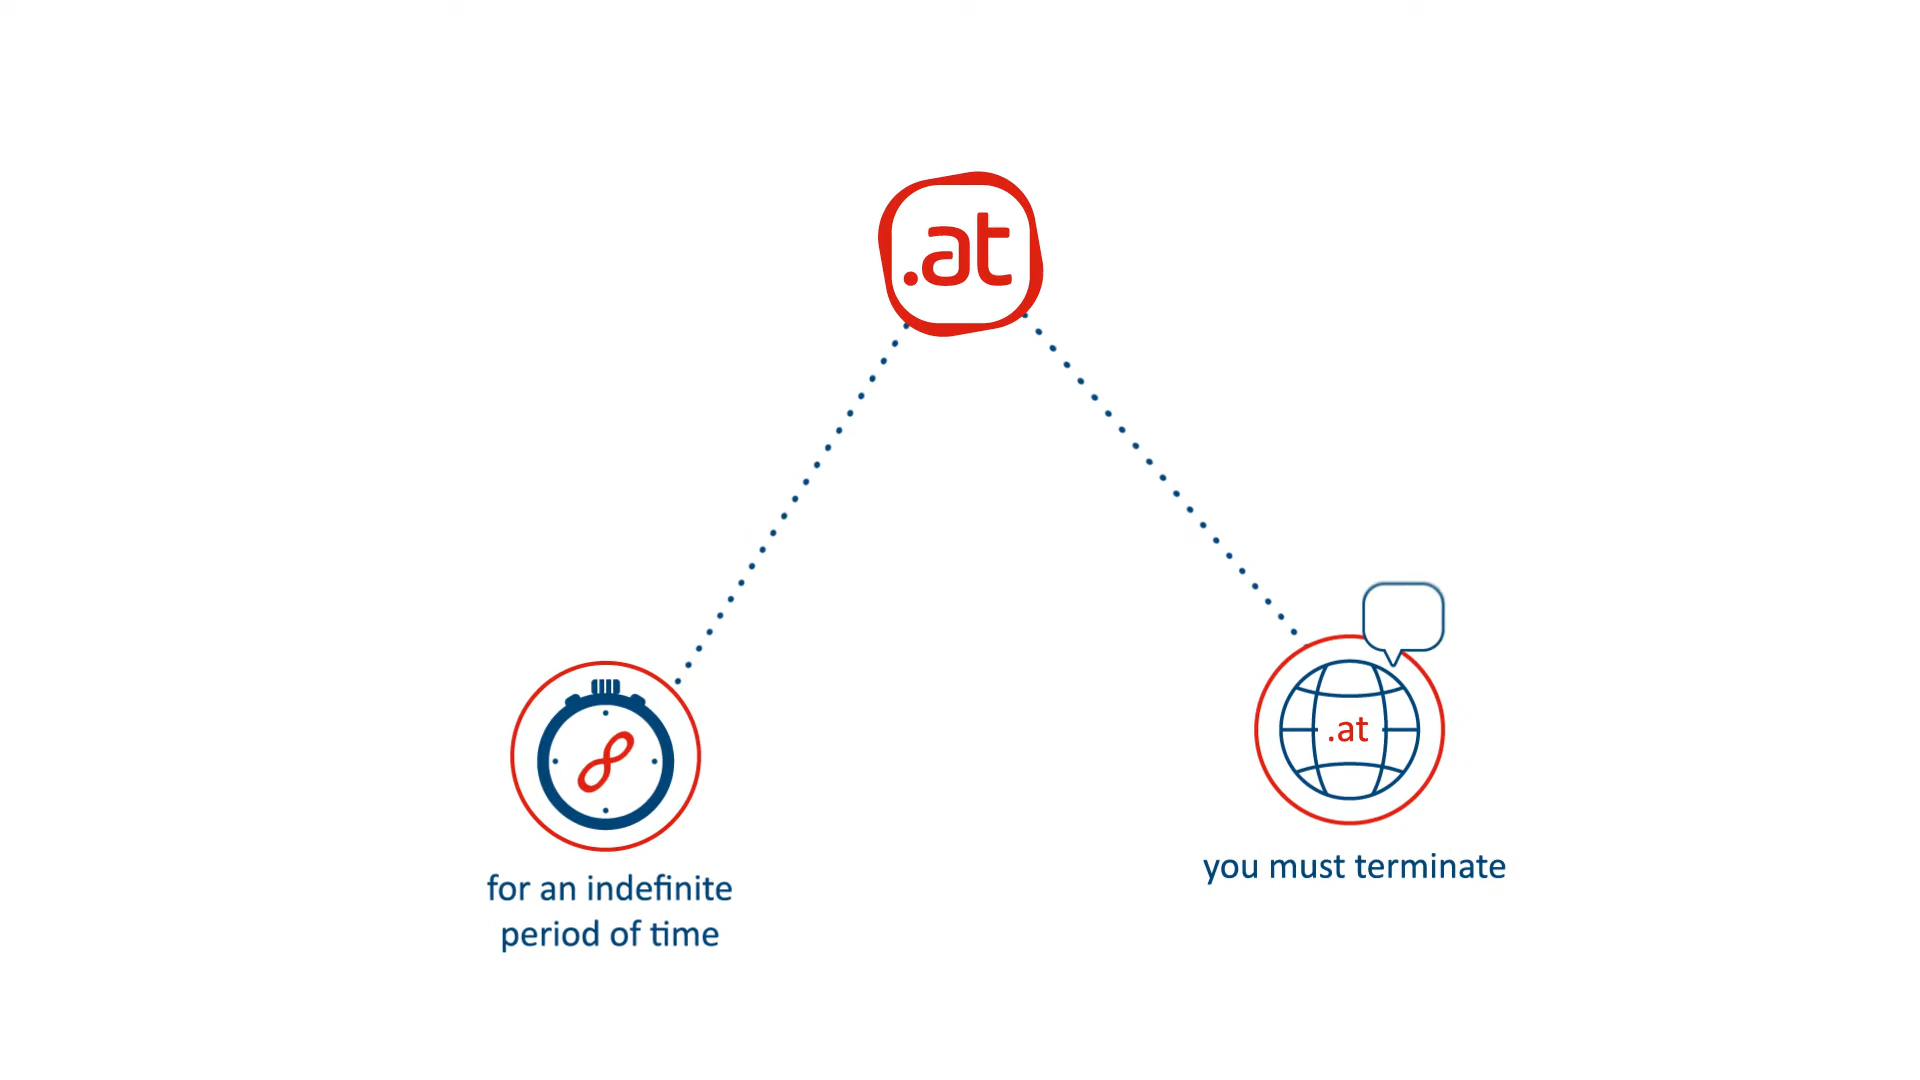 .at
.at
you must terminate
for an indefinite
period of time